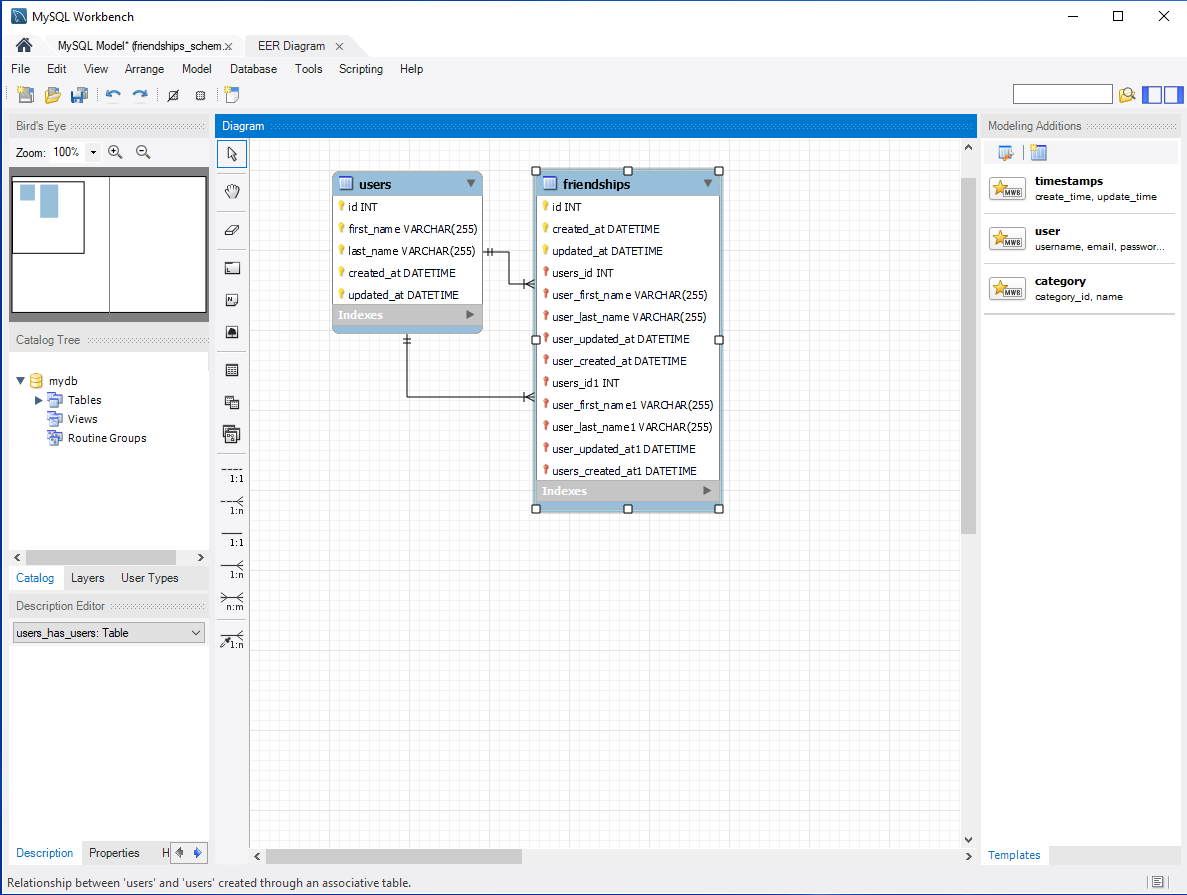 MySQL Workbench
MySQL Model* (friendships_schem...x
EER Diagram x
File Edit View Arrange Model Database Tools Scripting Help
Bird's Eye
Zoom: 100%
Catalog Tree
mydb
Tables
Views
Routine Groups
Catalog Layers User Types
Description Editor
users_has_users: Table
Description Properties H
Diagram
1:1
1:n
1:1
1:n
n:m
1:n
users
id INT
first_name VARCHAR(255)
last_name VARCHAR(255)
created_at DATETIME
updated_at DATETIME
Indexes
friendships
id INT
created_at DATETIME
updated_at DATETIME
users_id INT
user_first_name VARCHAR(255)
user_last_name VARCHAR(255)
user_updated_at DATETIME
user_created_at DATETIME
users_id1 INT
user_first_name1 VARCHAR(255)
user_last_name1 VARCHAR(255)
user_updated_at1 DATETIME
users_created_at1 DATETIME
Indexes
Modeling Additions
MWB
timestamps
create_time, update_time
MWB
user
username, email, passwor...
MWB
category
category_id, name
Templates
Relationship between 'users' and 'users' created through an associative table.